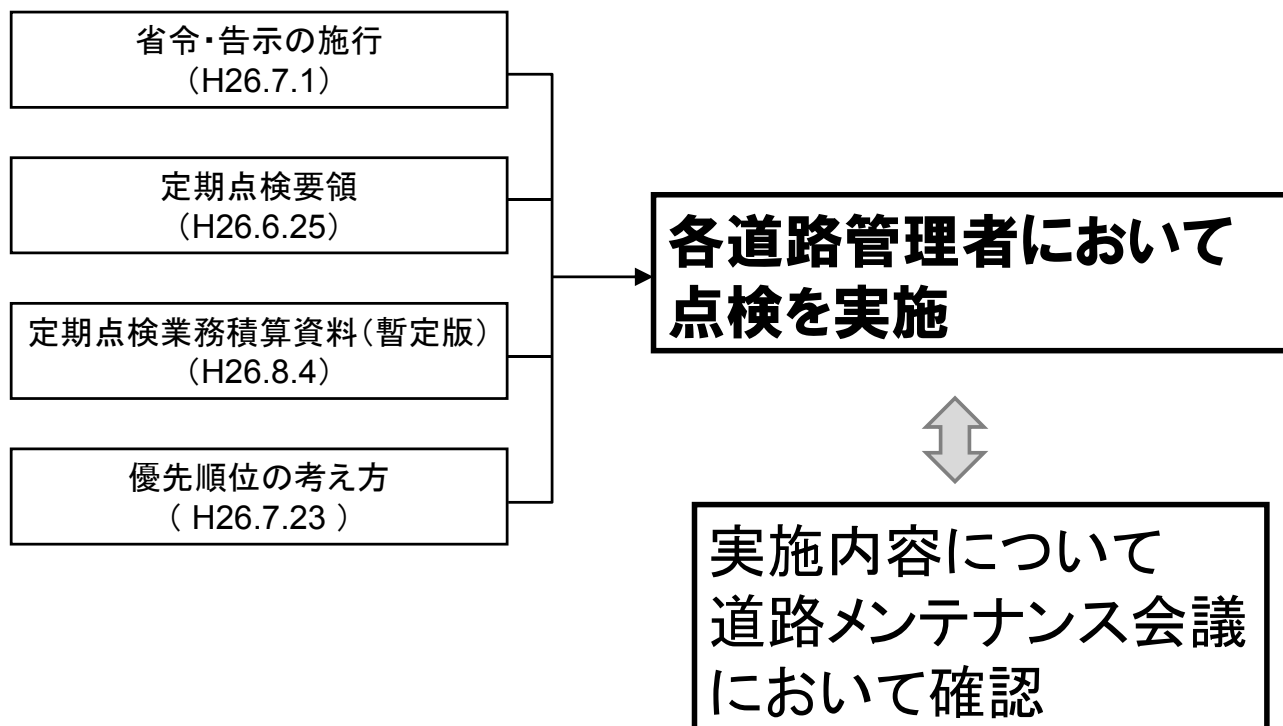 省令・告示の施行
（H26.7.1）
定期点検要領
（H26.6.25）
定期点検業務積算資料（暫定版）
（H26.8.4）
優先順位の考え方
（ H26.7.23 ）
各道路管理者において
点検を実施
実施内容について
道路メンテナンス会議
において確認